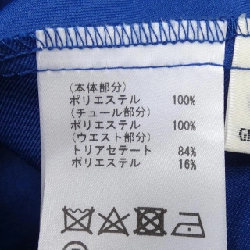 (本体部分)
ポリエステル 100%
(チュール部分)
ポリエステル 100%
(ウエスト部分)
トリアセテート 84%
ポリエステル 16%